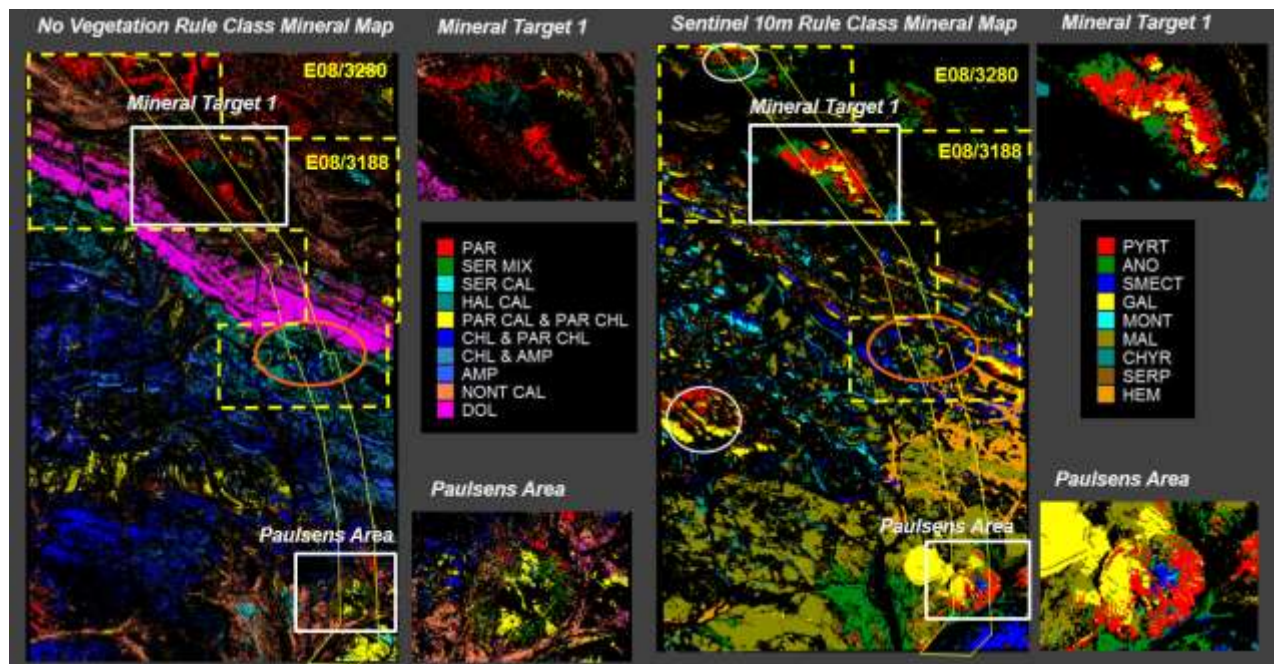 No Vegetation Rule Class Mineral Map
Mineral Target 1
Sentinel 10m Rule Class Mineral Map
Mineral Target 1
E08/3280
Mineral Target 1
E08/3188
E08/3280
Mineral Target 1
E08/3188
PAR
SER MIX
SER CAL
HAL CAL
PAR CAL & PAR CHL
CHL & PAR CHL
CHL & AMP
AMP
NONT CAL
DOL
PYRT
ANO
SMECT
GAL
MONT
MAL
CHYR
SERP
HEM
Paulsens Area
Paulsens Area
Paulsens Area
Paulsens Area